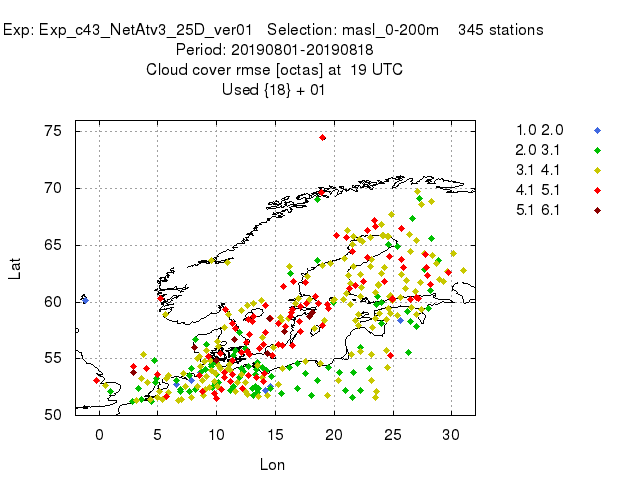 Exp: Exp_c43_NetAtv3_25D_ver01 Selection: masl_0-200m 345 stations
Period: 20190801-20190818
Cloud cover rmse [octas] at 19 UTC
Used {18} + 01
75
70
65
60
55
50
0 5 10 15 20 25 30
Lat
Lon
1.0 2.0
2.0 3.1
3.1 4.1
4.1 5.1
5.1 6.1